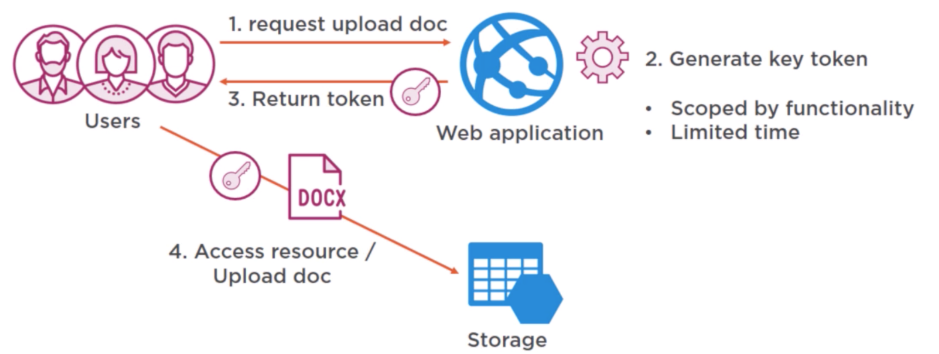 1. request upload doc
2. Generate key token
3. Return token
• Scoped by functionality
• Limited time
Users
Web application
DOCX
4. Access resource /
Upload doc
Storage